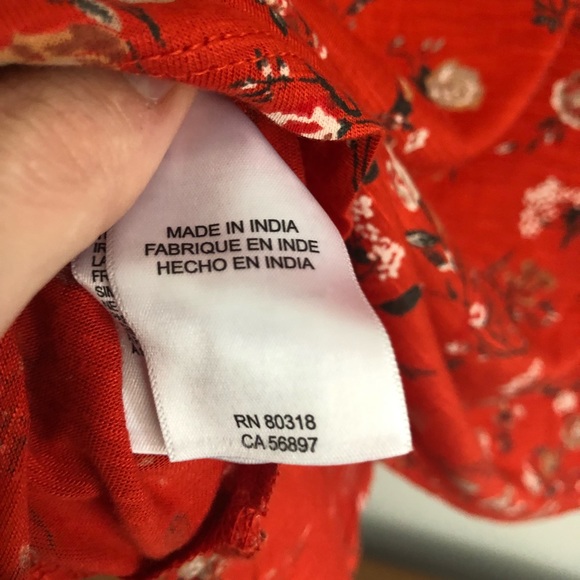 MADE IN INDIA
FABRIQUE EN INDE
HECHO EN INDIA
RN 80318
CA 56897